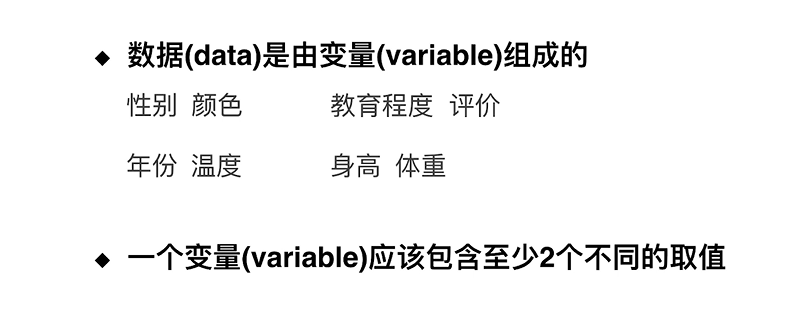 ◆ 数据(data)是由变量(variable)组成的
性别 颜色 教育程度 评价
年份 温度 身高 体重
◆ 一个变量(variable)应该包含至少2个不同的取值